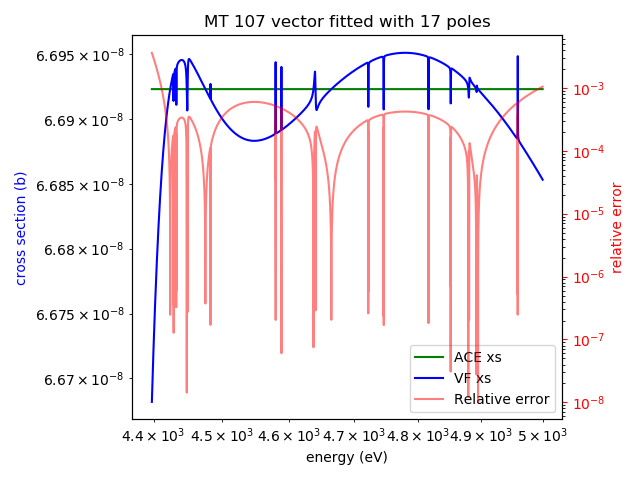 MT 107 vector fitted with 17 poles
6.695 × 10⁻⁸
6.69 × 10⁻⁸
6.685 × 10⁻⁸
6.68 × 10⁻⁸
6.675 × 10⁻⁸
6.67 × 10⁻⁸
cross section (b)
10⁻³
10⁻⁴
10⁻⁵
10⁻⁶
10⁻⁷
10⁻⁸
relative error
ACE xs
VF xs
Relative error
4.4 × 10³ 4.5 × 10³ 4.6 × 10³ 4.7 × 10³ 4.8 × 10³ 4.9 × 10³ 5 × 10³
energy (eV)